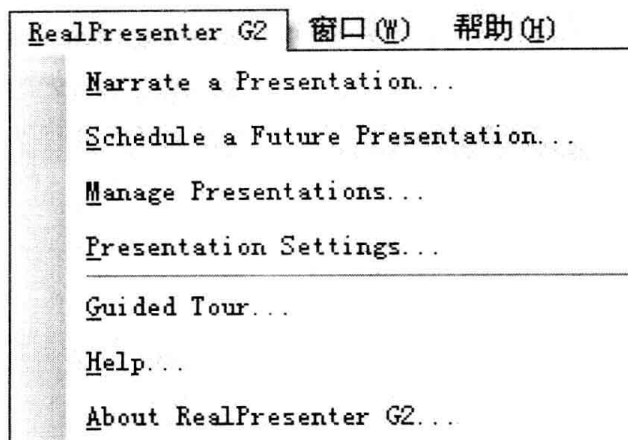 RealPresenter G2 窗口(W) 帮助(H)
Narrate a Presentation...
Schedule a Future Presentation...
Manage Presentations...
Presentation Settings...
Guided Tour...
Help...
About RealPresenter G2...